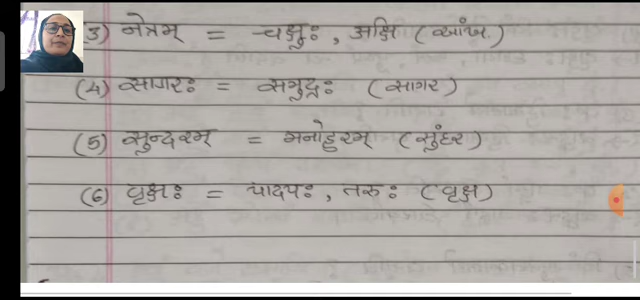 (3) नेत्रम् = चक्षुः, अक्षि (आंख)
(4) सागरः = समुद्रः (सागर)
(5) सुन्दरम् = मनोहरम् (सुंदर)
(6) वृक्षः = पादपः, तरुः (वृक्ष)